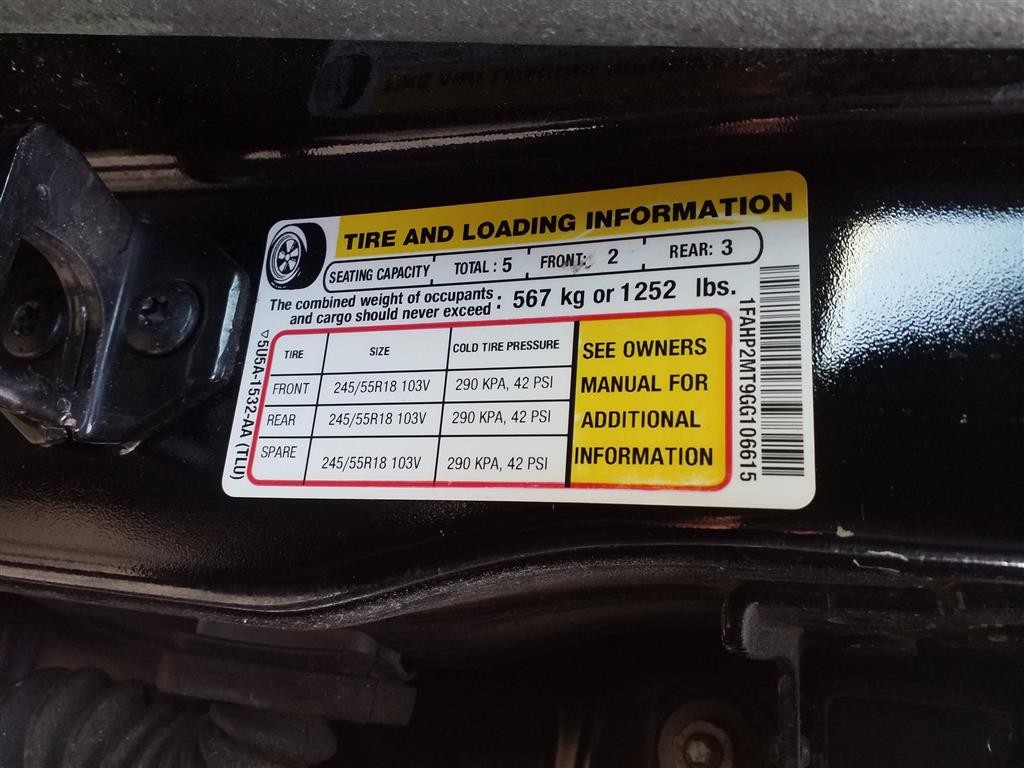 TIRE AND LOADING INFORMATION
SEATING CAPACITY TOTAL : 5 FRONT: 2 REAR: 3
The combined weight of occupants
and cargo should never exceed : 567 kg or 1252 lbs.
TIRE SIZE COLD TIRE PRESSURE
FRONT 245/55R18 103V 290 KPA, 42 PSI
REAR 245/55R18 103V 290 KPA, 42 PSI
SPARE 245/55R18 103V 290 KPA, 42 PSI
SEE OWNERS
MANUAL FOR
ADDITIONAL
INFORMATION
5U5A-1532-AA (TLU)
1FAHP2MT9GG106615